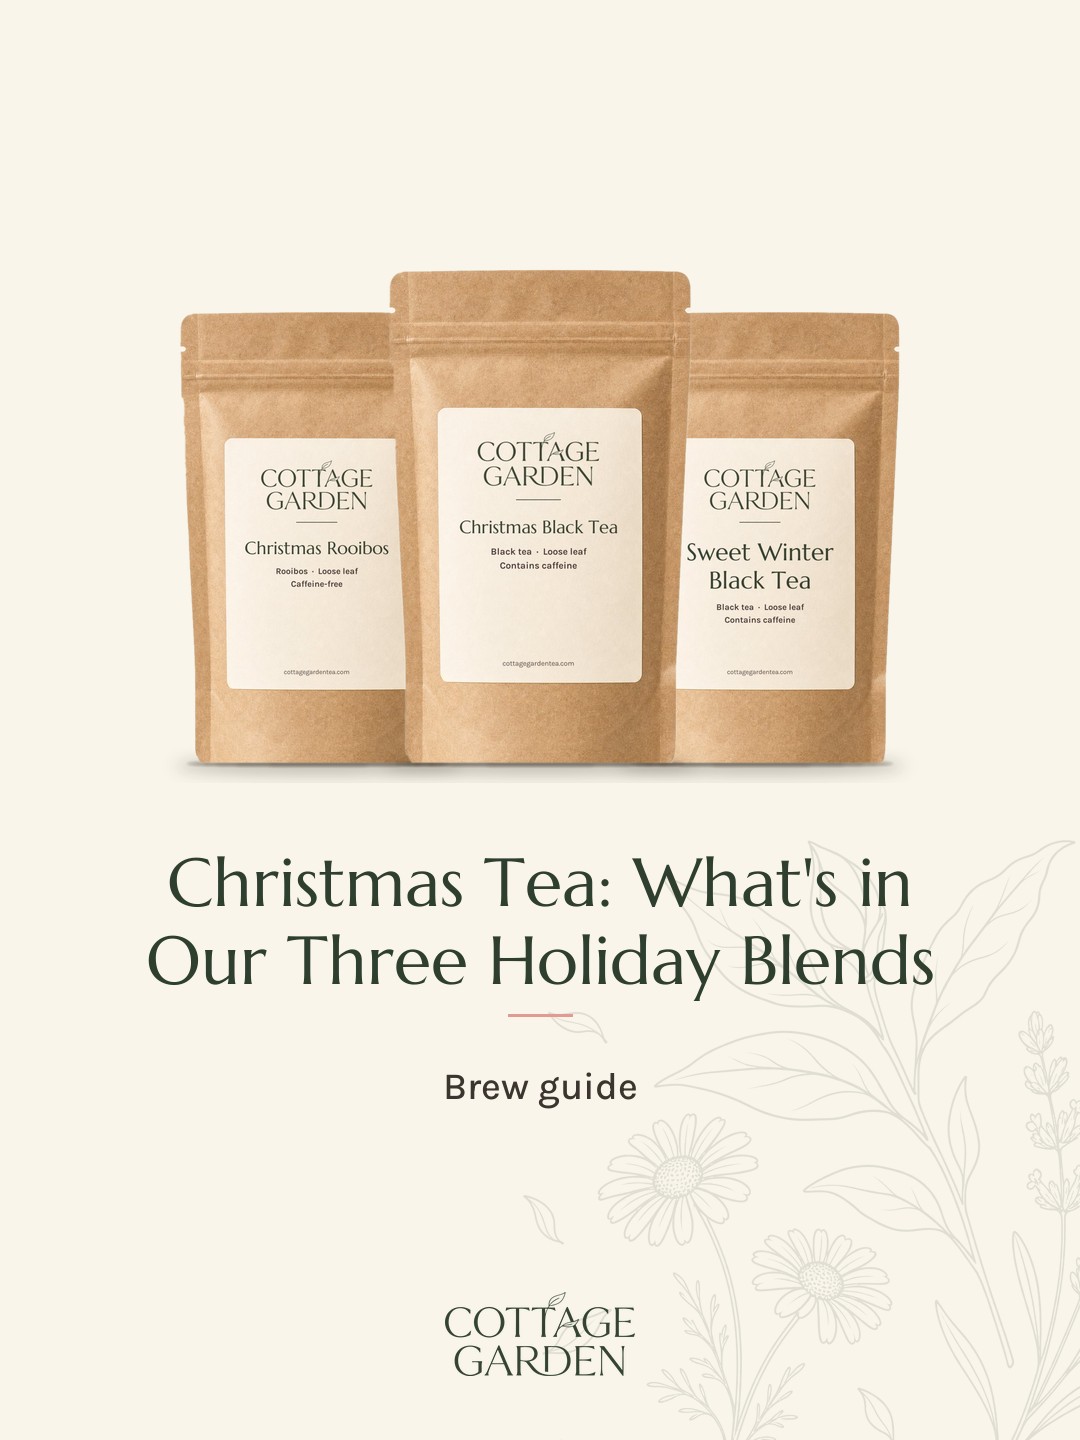 COTTAGE
GARDEN
Christmas Rooibos
Rooibos · Loose leaf
Caffeine-free
cottagegardentea.com
COTTAGE
GARDEN
Christmas Black Tea
Black tea · Loose leaf
Contains caffeine
cottagegardentea.com
COTTAGE
GARDEN
Sweet Winter
Black Tea
Black tea · Loose leaf
Contains caffeine
cottagegardentea.com
Christmas Tea: What's in
Our Three Holiday Blends
Brew guide
COTTAGE
GARDEN